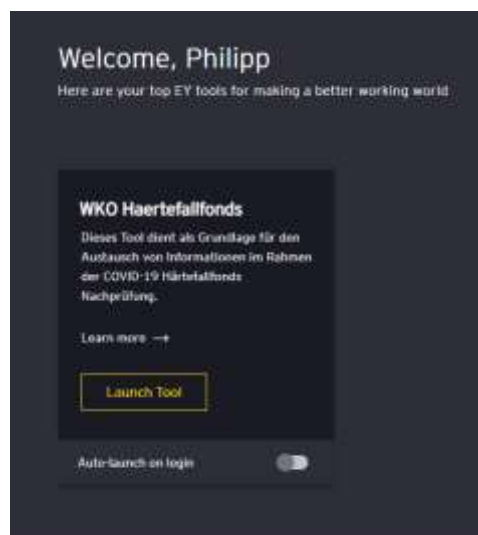 Welcome, Philipp
Here are your top EY tools for making a better working world
WKO Haertefallfonds
Dieses Tool dient als Grundlage für den
Austausch von Informationen im Rahmen
der COVID-19 Härtefallfonds
Nachprüfung.
Learn more →
Launch Tool
Auto-launch on login